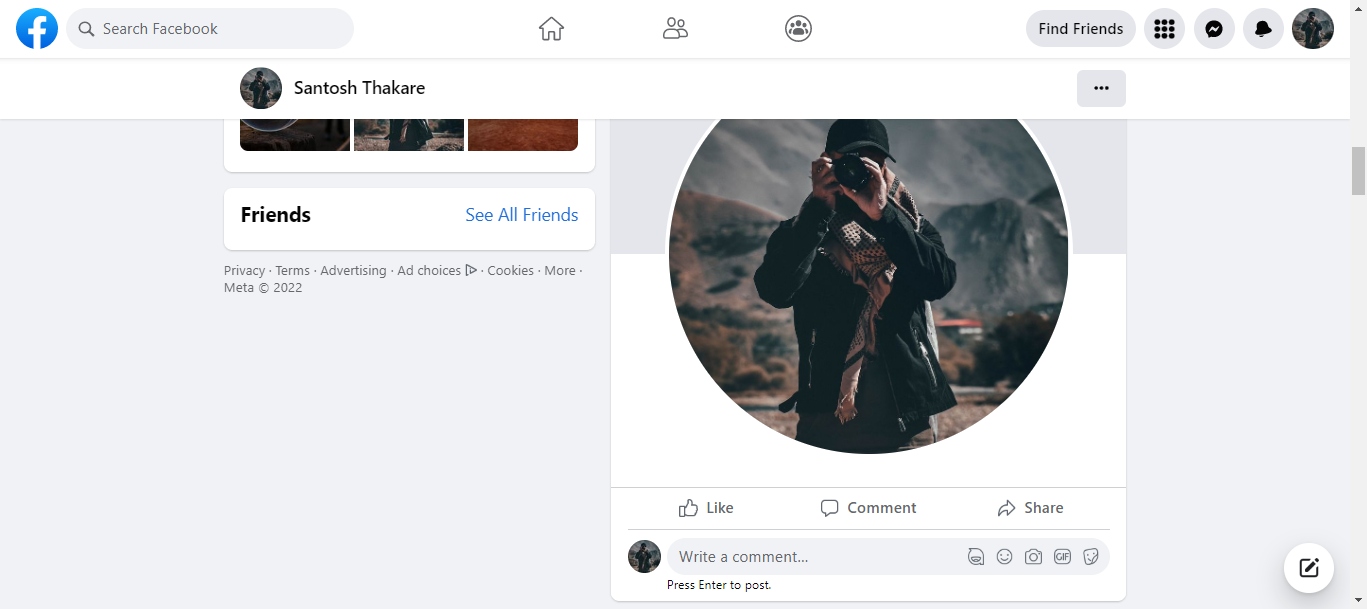 Search Facebook
Find Friends
Santosh Thakare
Friends
See All Friends
Privacy · Terms · Advertising · Ad choices · Cookies · More ·
Meta © 2022
Like
Comment
Share
Write a comment...
GIF
Press Enter to post.